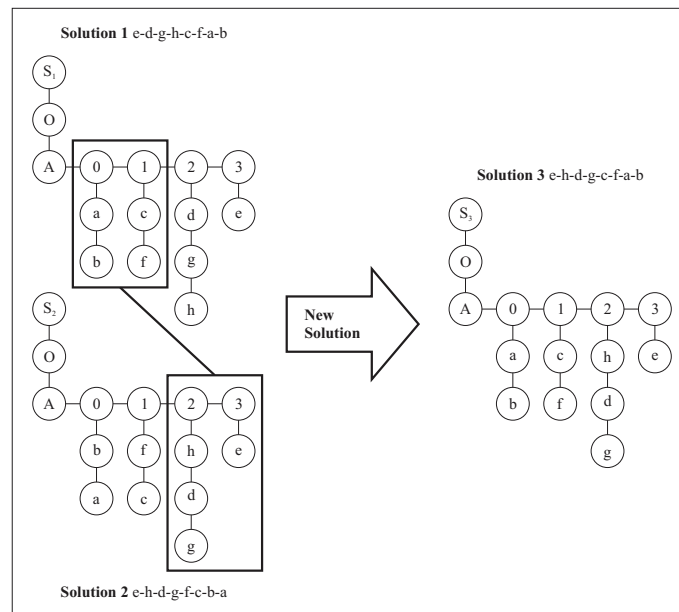 Solution 1 e-d-g-h-c-f-a-b
S₁
O
A 0 1 2 3
a c d e
b f g
h
S₂
O
A 0 1 2 3
b f h e
a c d
g
Solution 2 e-h-d-g-f-c-b-a
New
Solution
Solution 3 e-h-d-g-c-f-a-b
S₃
O
A 0 1 2 3
a c h e
b f d
g